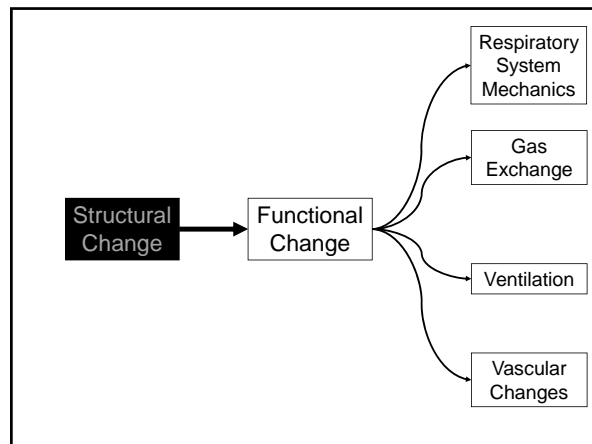 Structural
Change
Functional
Change
Respiratory
System
Mechanics
Gas
Exchange
Ventilation
Vascular
Changes